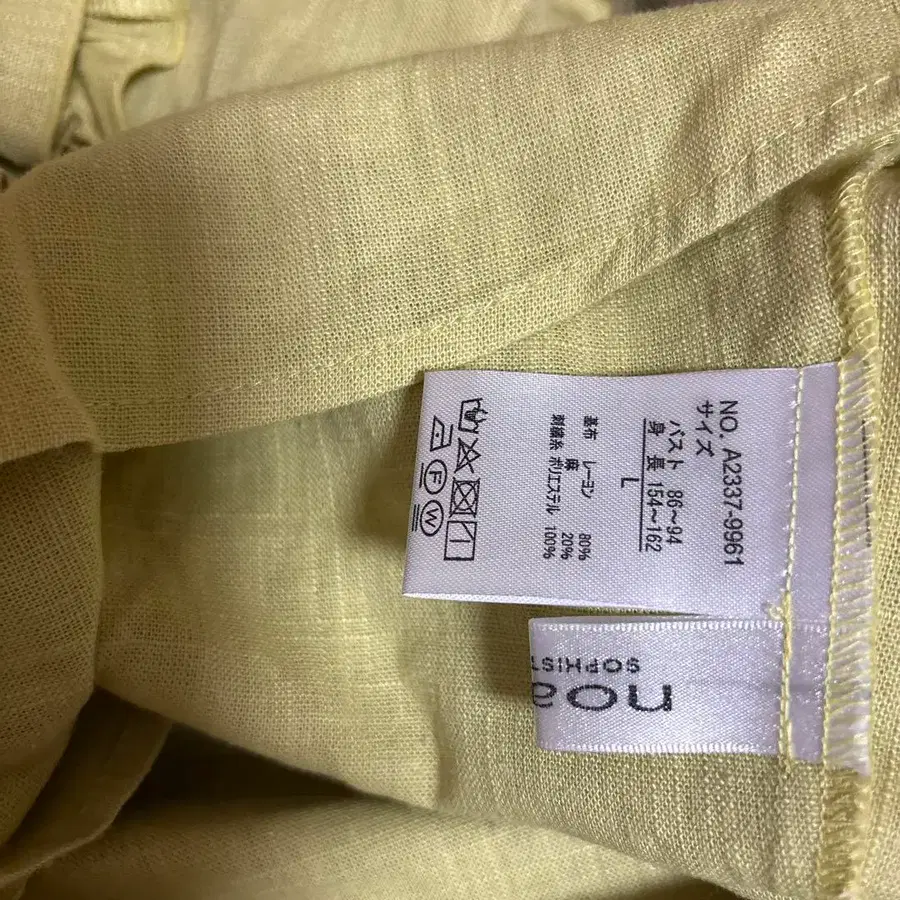 NO. A2337-9961
サイズ
バスト 86〜94
身 長 154〜162
L
基布 レーヨン 80%
麻 20%
刺繍糸 ポリエステル 100%
F
W
noa
SOPHIST